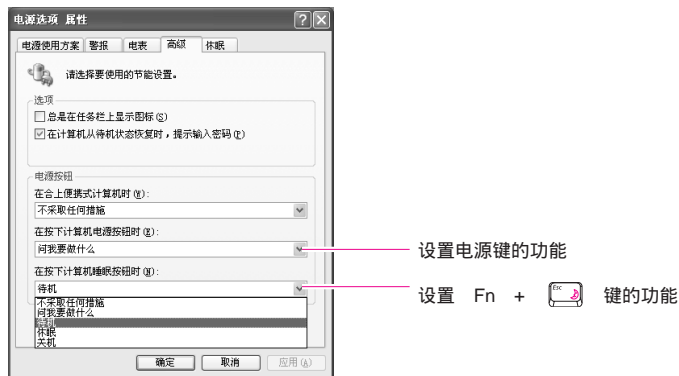 电源选项 属性
电源使用方案 警报 电表 高级 休眠
请选择要使用的节能设置。
选项
总是在任务栏上显示图标(S)
在计算机从待机状态恢复时，提示输入密码(P)
电源按钮
在合上便携式计算机时(W):
不采取任何措施
在按下计算机电源按钮时(E):
问我要做什么
设置电源键的功能
在按下计算机睡眠按钮时(H):
待机
设置 Fn + Esc 键的功能
不采取任何措施
问我要做什么
待机
休眠
关机
确定 取消 应用(A)